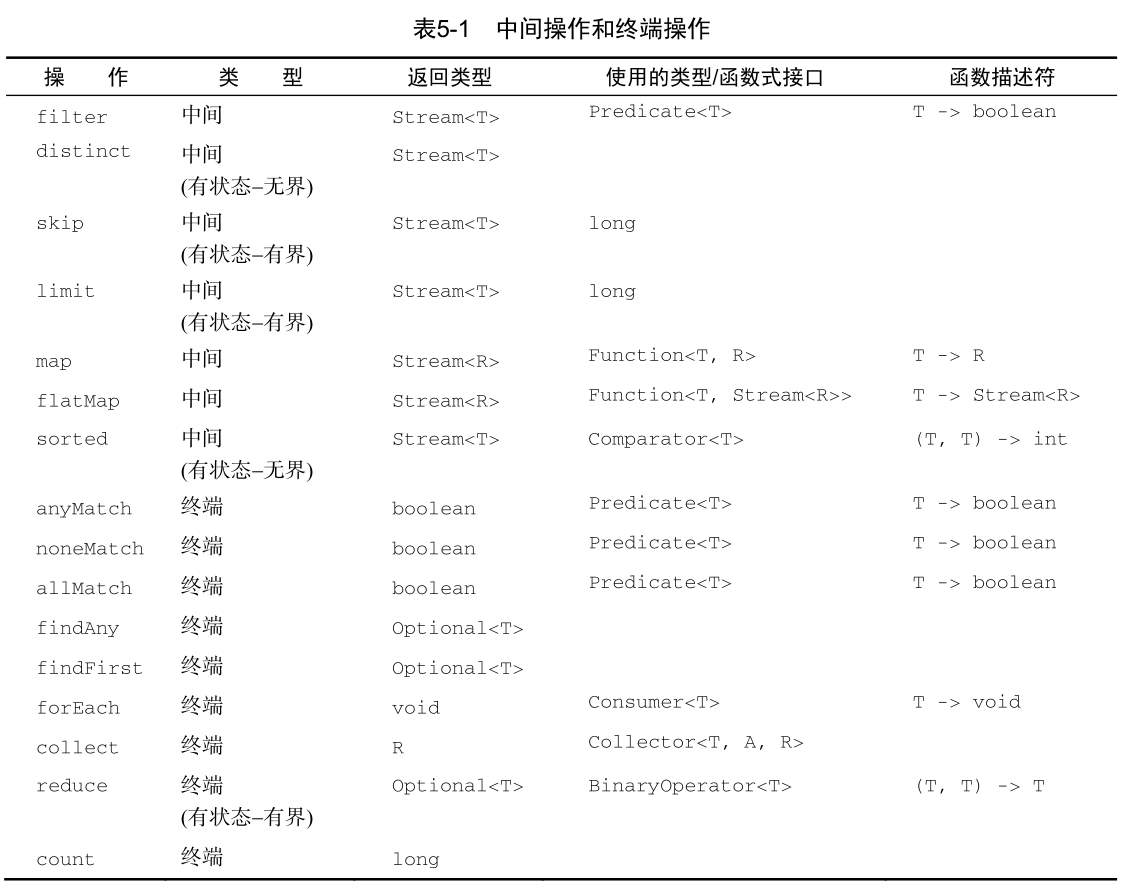 表5-1 中间操作和终端操作
操 作 类 型 返回类型 使用的类型/函数式接口 函数描述符
filter 中间 Stream<T> Predicate<T> T -> boolean
distinct 中间 Stream<T>
(有状态–无界)
skip 中间 Stream<T> long
(有状态–有界)
limit 中间 Stream<T> long
(有状态–有界)
map 中间 Stream<R> Function<T, R> T -> R
flatMap 中间 Stream<R> Function<T, Stream<R>> T -> Stream<R>
sorted 中间 Stream<T> Comparator<T> (T, T) -> int
(有状态–无界)
anyMatch 终端 boolean Predicate<T> T -> boolean
noneMatch 终端 boolean Predicate<T> T -> boolean
allMatch 终端 boolean Predicate<T> T -> boolean
findAny 终端 Optional<T>
findFirst 终端 Optional<T>
forEach 终端 void Consumer<T> T -> void
collect 终端 R Collector<T, A, R>
reduce 终端 Optional<T> BinaryOperator<T> (T, T) -> T
(有状态–有界)
count 终端 long